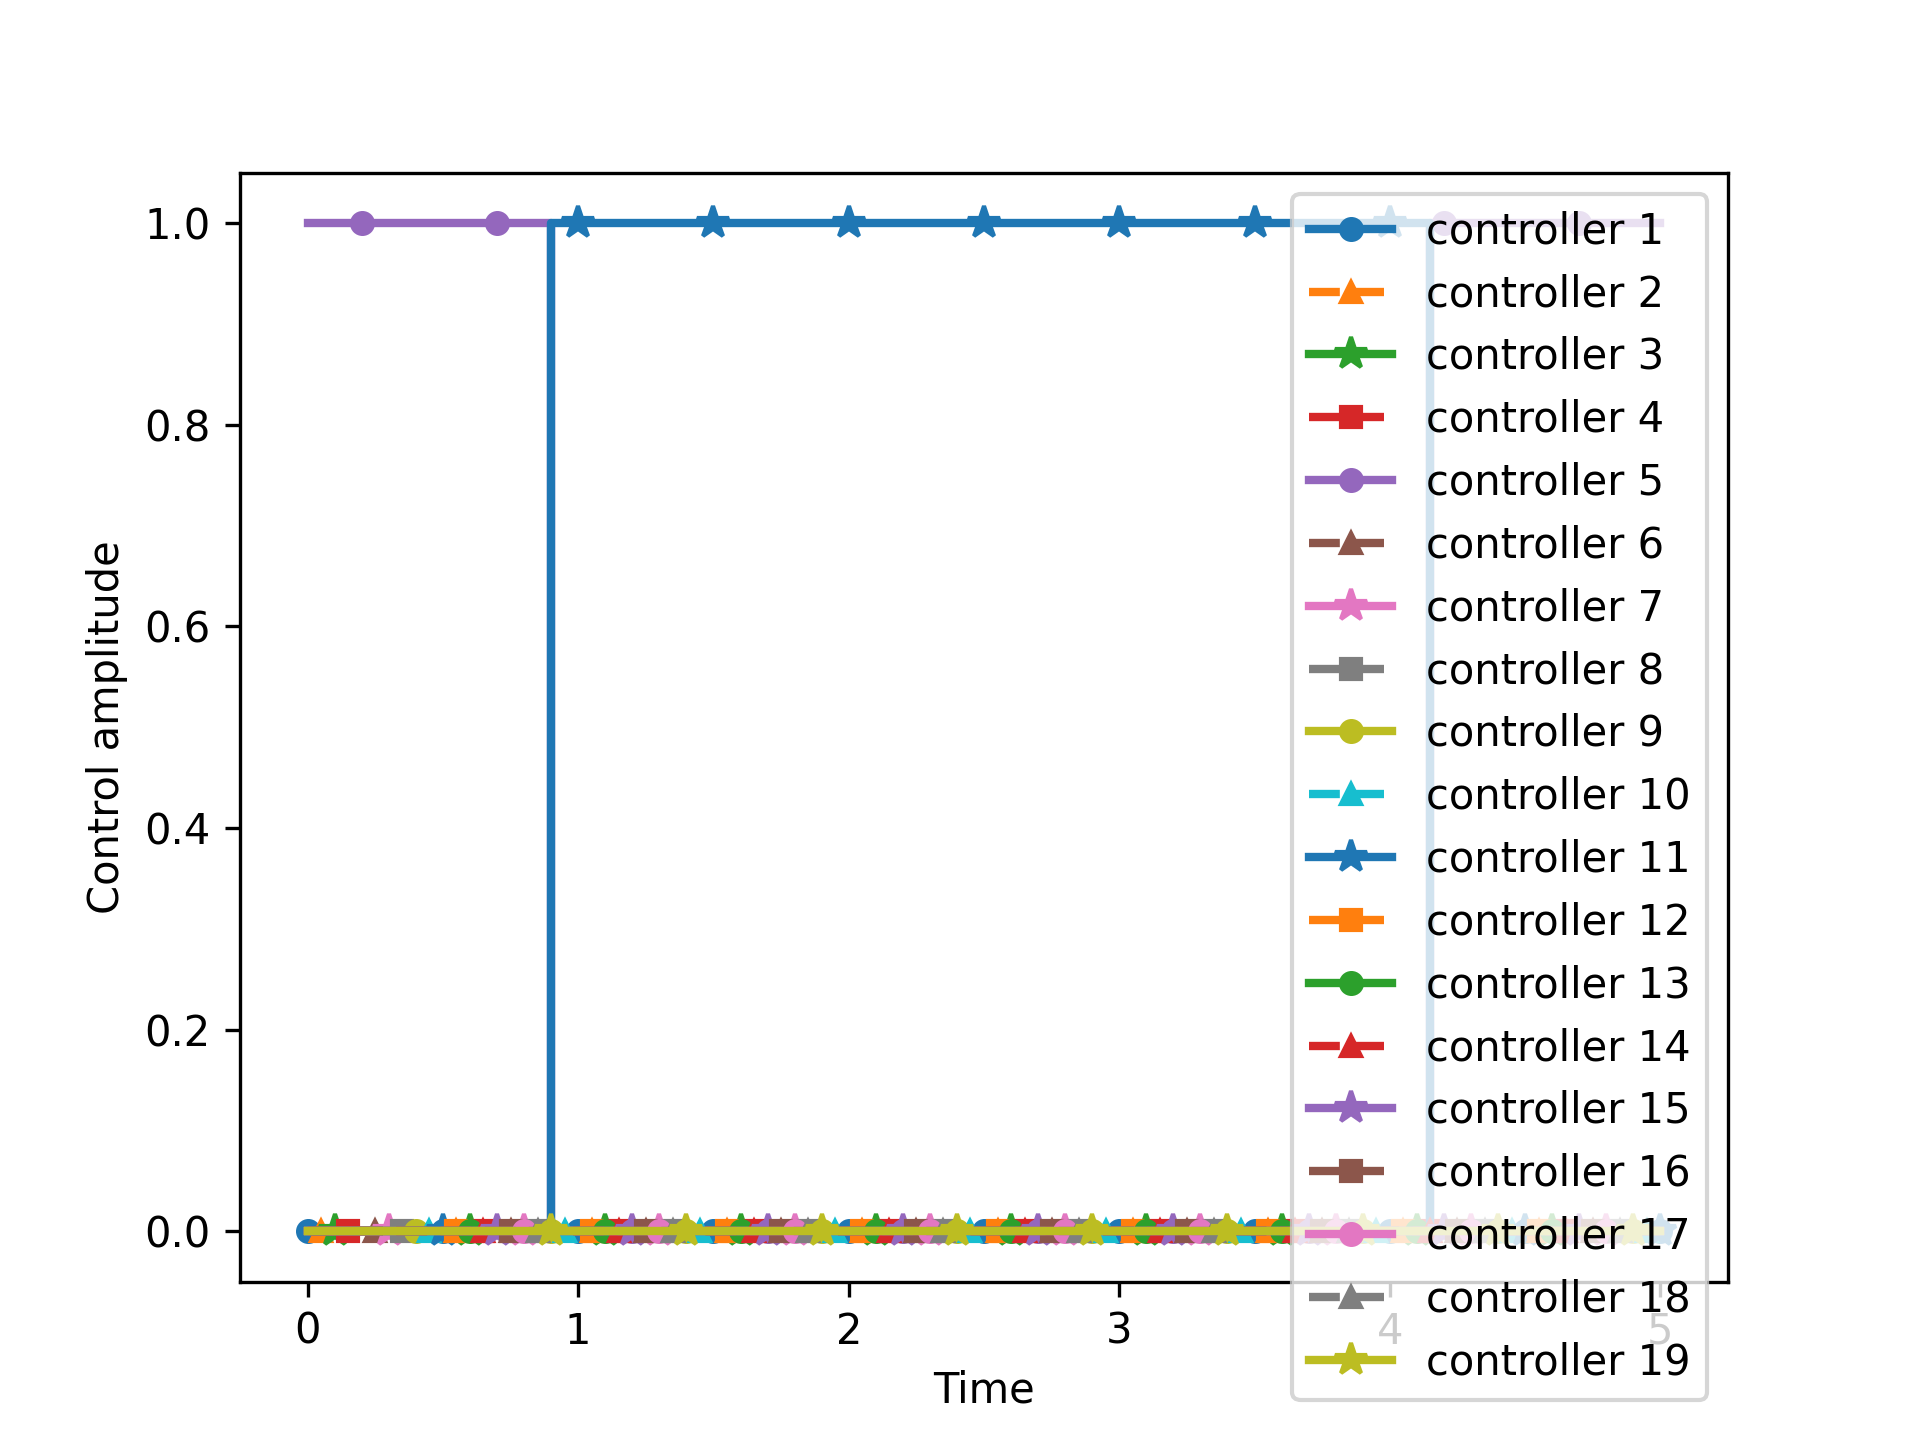 1.0
0.8
0.6
0.4
0.2
0.0
Control amplitude
0
1
2
3
4
5
Time
controller 1
controller 2
controller 3
controller 4
controller 5
controller 6
controller 7
controller 8
controller 9
controller 10
controller 11
controller 12
controller 13
controller 14
controller 15
controller 16
controller 17
controller 18
controller 19